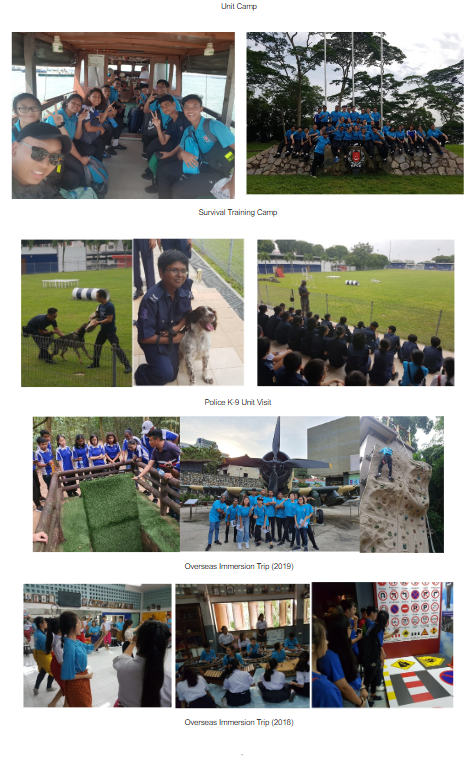 Unit Camp
Survival Training Camp
Police K-9 Unit Visit
Overseas Immersion Trip (2019)
Overseas Immersion Trip (2018)